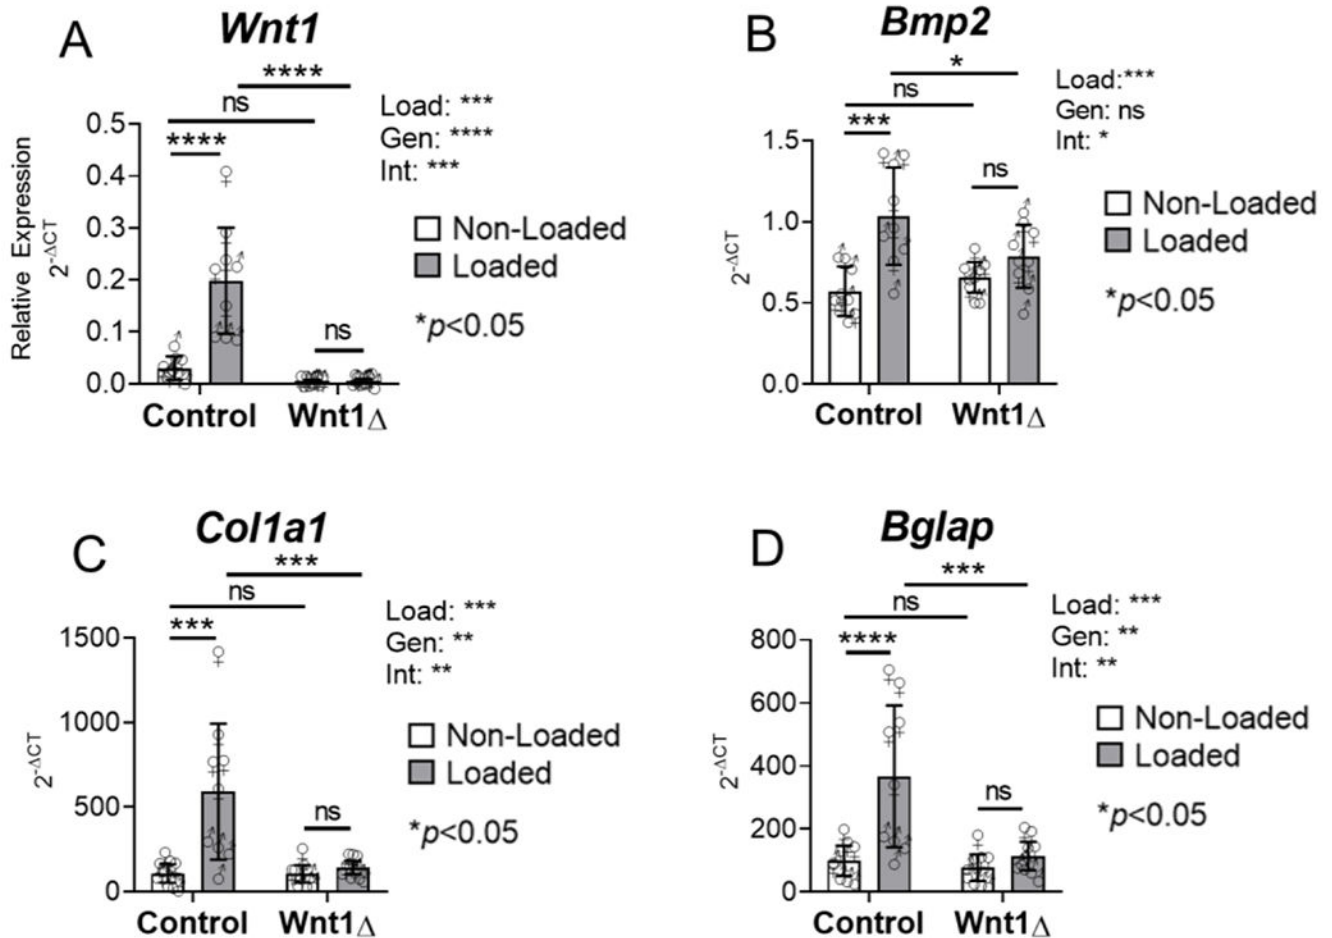 A
Wnt1
****
ns
****
Load: ***
Gen: ****
Int: ***
Relative Expression
2-ΔCT
0.5
0.4
0.3
0.2
0.1
0.0
ns
Non-Loaded
Loaded
*p<0.05
Control
Wnt1Δ
B
Bmp2
*
ns
***
ns
Load:***
Gen: ns
Int: *
2-ΔCT
1.5
1.0
0.5
0.0
Non-Loaded
Loaded
*p<0.05
Control
Wnt1Δ
C
Col1a1
***
ns
***
Load: ***
Gen: **
Int: **
2-ΔCT
1500
1000
500
0
ns
Non-Loaded
Loaded
*p<0.05
Control
Wnt1Δ
D
Bglap
***
ns
****
Load: ***
Gen: **
Int: **
2-ΔCT
800
600
400
200
0
ns
Non-Loaded
Loaded
*p<0.05
Control
Wnt1Δ